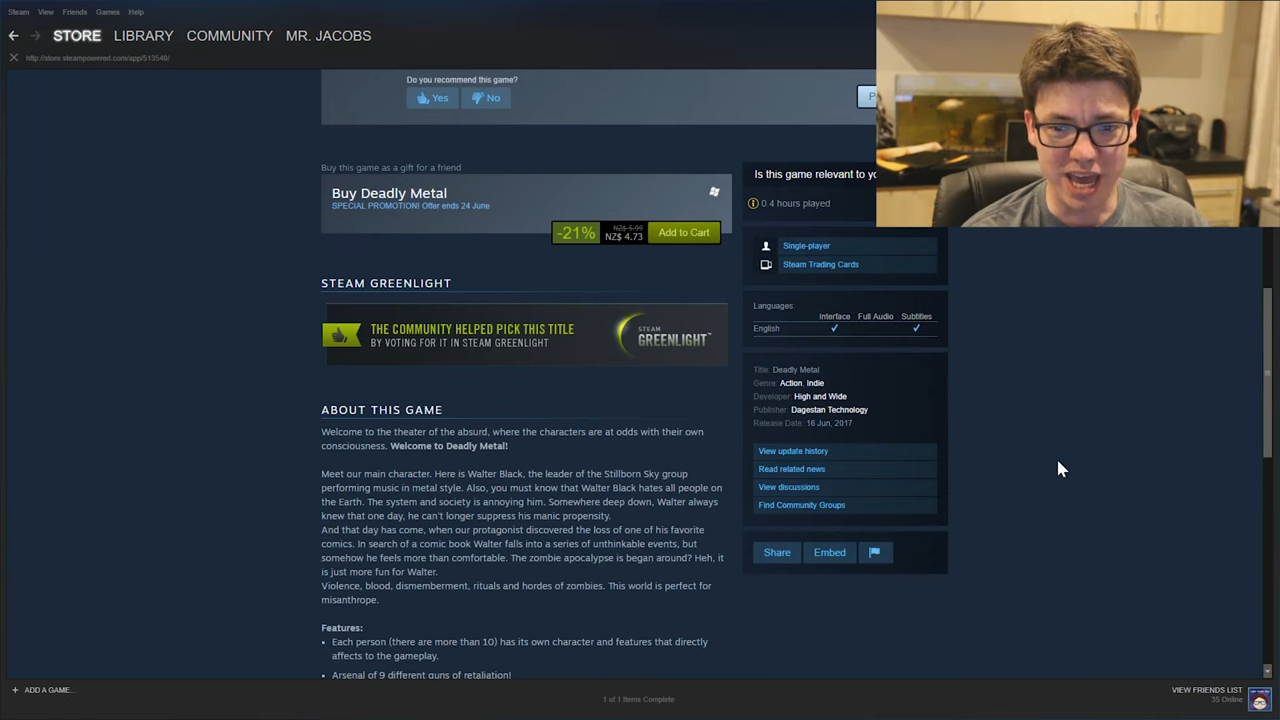 Steam View Friends Games Help
STORE LIBRARY COMMUNITY MR. JACOBS
http://store.steampowered.com/app/513540/
Do you recommend this game?
Yes No
Buy this game as a gift for a friend
Is this game relevant to
Buy Deadly Metal
SPECIAL PROMOTION! Offer ends 24 June
0.4 hours played
-21% NZ$ 5.99 NZ$ 4.73 Add to Cart
Single-player
Steam Trading Cards
STEAM GREENLIGHT
Languages:
Interface Full Audio Subtitles
English
THE COMMUNITY HELPED PICK THIS TITLE
BY VOTING FOR IT IN STEAM GREENLIGHT
STEAM
GREENLIGHT™
Title: Deadly Metal
Genre: Action, Indie
Developer: High and Wide
Publisher: Dagestan Technology
Release Date: 16 Jun, 2017
View update history
Read related news
View discussions
Find Community Groups
Share Embed
ABOUT THIS GAME
Welcome to the theater of the absurd, where the characters are at odds with their own
consciousness. Welcome to Deadly Metal!
Meet our main character. Here is Walter Black, the leader of the Stillborn Sky group
performing music in metal style. Also, you must know that Walter Black hates all people on
the Earth. The system and society is annoying him. Somewhere deep down, Walter always
knew that one day, he can't longer suppress his manic propensity.
And that day has come, when our protagonist discovered the loss of one of his favorite
comics. In search of a comic book Walter falls into a series of unthinkable events, but
somehow he feels more than comfortable. The zombie apocalypse is began around? Heh, it
is just more fun for Walter.
Violence, blood, dismemberment, rituals and hordes of zombies. This world is perfect for
misanthrope.
Features:
Each person (there are more than 10) has its own character and features that directly
affects to the gameplay.
Arsenal of 9 different guns of retaliation!
ADD A GAME...
1 of 1 Items Complete
VIEW FRIENDS LIST
35 Online